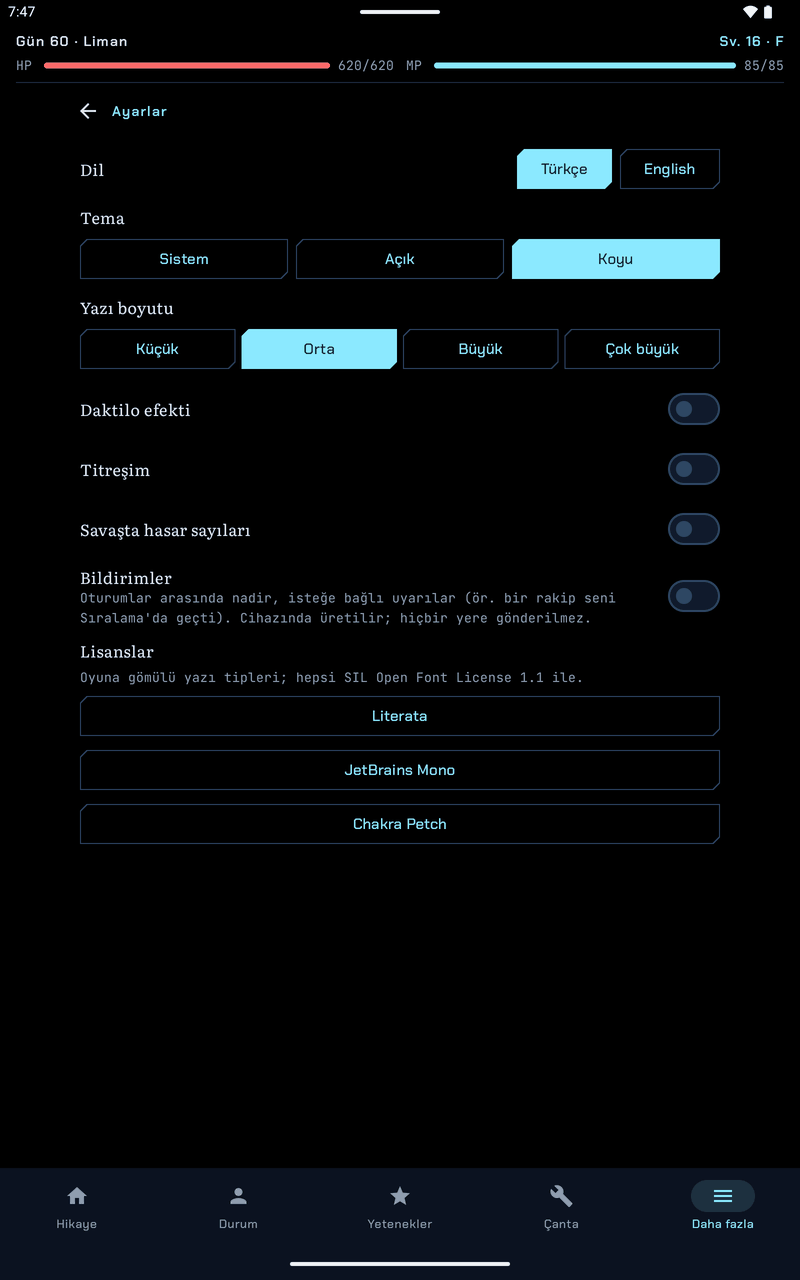 7:47
Gün 60 · Liman
Sv. 16 · F
HP 620/620 MP 85/85
Ayarlar
Dil
Türkçe English
Tema
Sistem Açık Koyu
Yazı boyutu
Küçük Orta Büyük Çok büyük
Daktilo efekti
Titreşim
Savaşta hasar sayıları
Bildirimler
Oturumlar arasında nadir, isteğe bağlı uyarılar (ör. bir rakip seni
Sıralama'da geçti). Cihazında üretilir; hiçbir yere gönderilmez.
Lisanslar
Oyuna gömülü yazı tipleri; hepsi SIL Open Font License 1.1 ile.
Literata
JetBrains Mono
Chakra Petch
Hikaye Durum Yetenekler Çanta Daha fazla